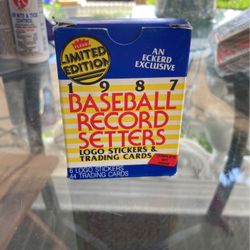 Fleer
LIMITED
EDITION
AN
ECKERD
EXCLUSIVE
1987
BASEBALL
RECORD
SETTERS
LOGO STICKERS &
TRADING CARDS
6 LOGO STICKERS
44 TRADING CARDS